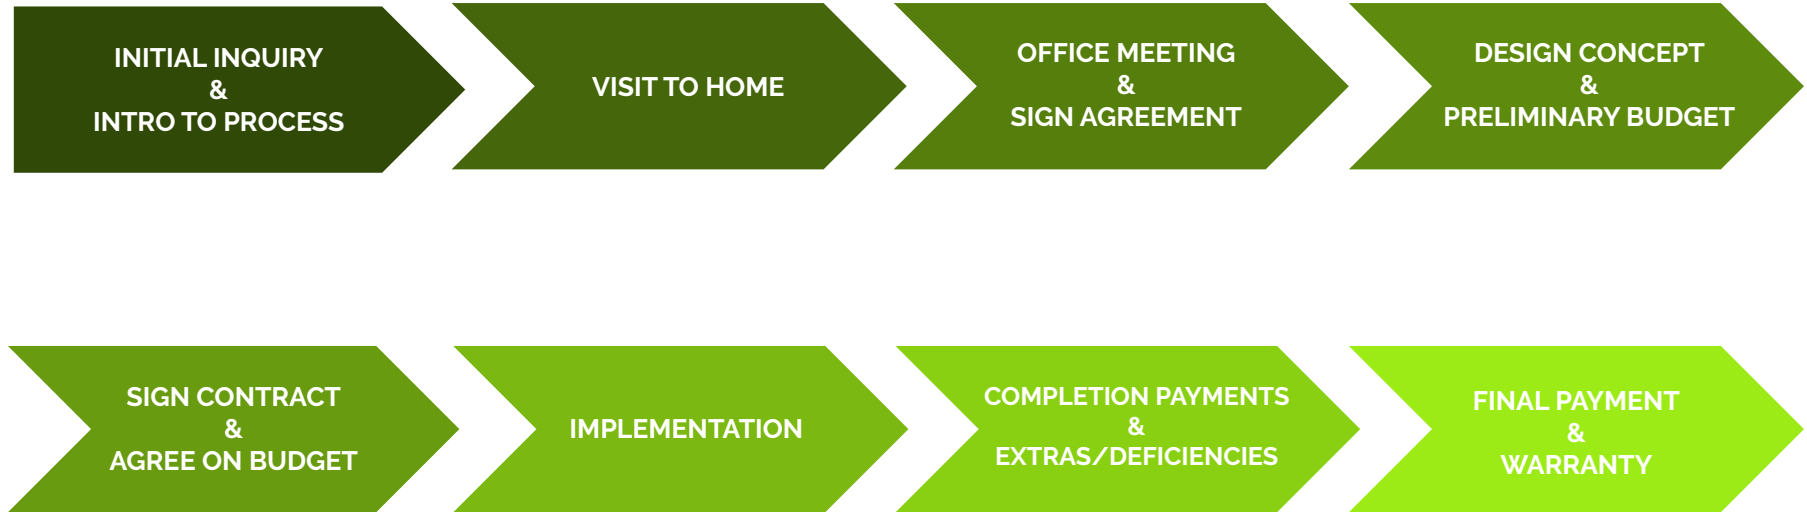 INITIAL INQUIRY
&
INTRO TO PROCESS
VISIT TO HOME
OFFICE MEETING
&
SIGN AGREEMENT
DESIGN CONCEPT
&
PRELIMINARY BUDGET
SIGN CONTRACT
&
AGREE ON BUDGET
IMPLEMENTATION
COMPLETION PAYMENTS
&
EXTRAS/DEFICIENCIES
FINAL PAYMENT
&
WARRANTY